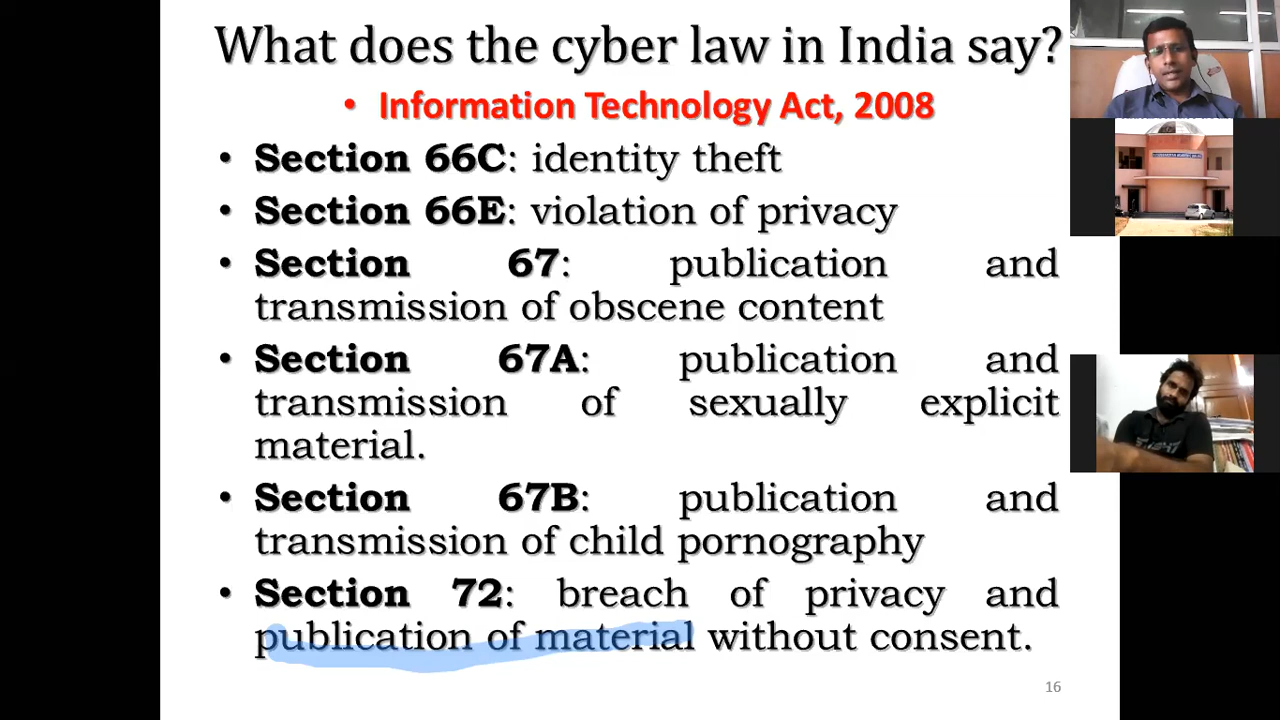 What does the cyber law in India say?
• Information Technology Act, 2008
• Section 66C: identity theft
• Section 66E: violation of privacy
• Section 67: publication and
transmission of obscene content
• Section 67A: publication and
transmission of sexually explicit
material.
• Section 67B: publication and
transmission of child pornography
• Section 72: breach of privacy and
publication of material without consent.
16